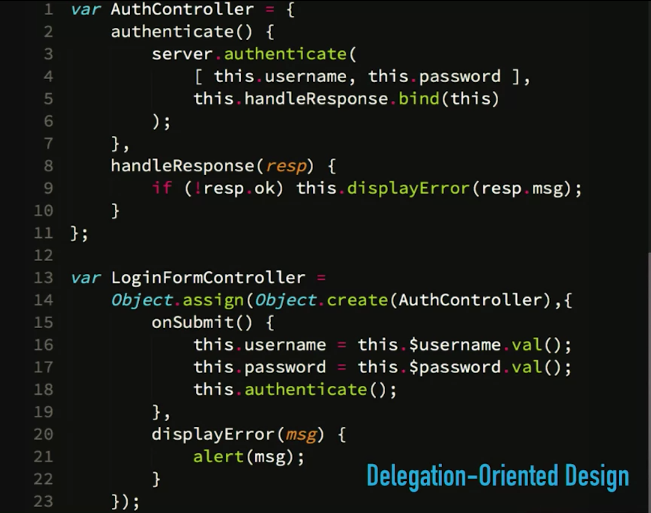 1 var AuthController = {
2     authenticate() {
3         server.authenticate(
4             [ this.username, this.password ],
5             this.handleResponse.bind(this)
6         );
7     },
8     handleResponse(resp) {
9         if (!resp.ok) this.displayError(resp.msg);
10     }
11 };
12
13 var LoginFormController =
14     Object.assign(Object.create(AuthController),{
15         onSubmit() {
16             this.username = this.$username.val();
17             this.password = this.$password.val();
18             this.authenticate();
19         },
20         displayError(msg) {
21             alert(msg);
22         }
23     });
Delegation-Oriented Design